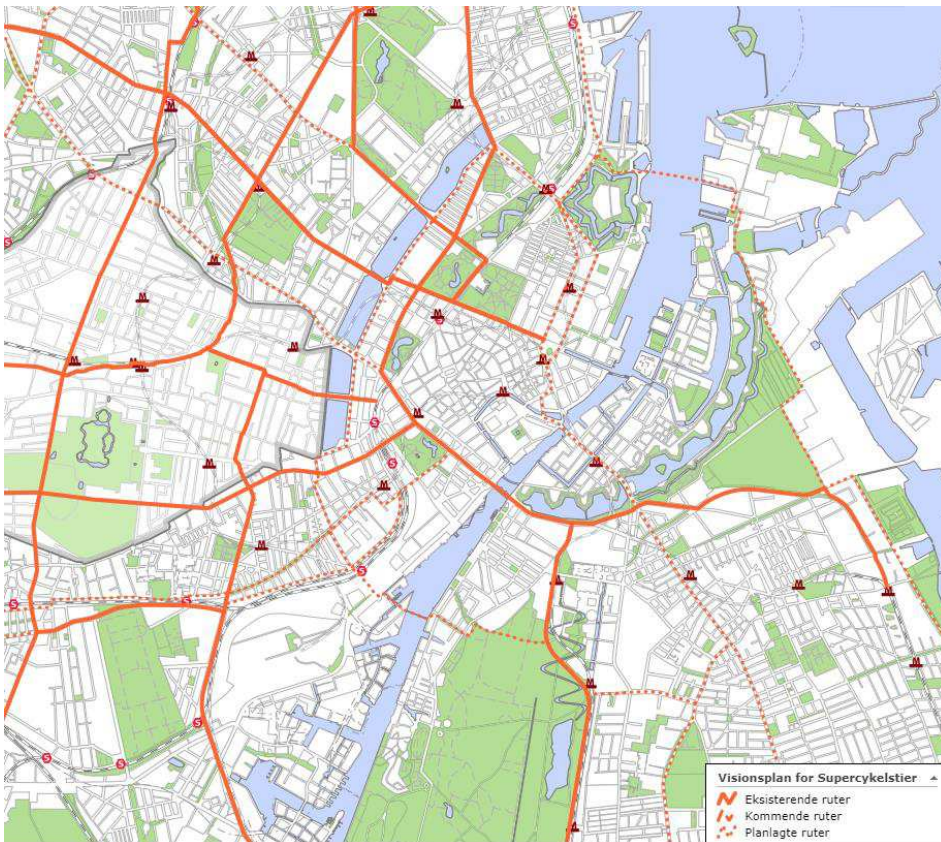 Visionsplan for Supercykelstier
Eksisterende ruter
Kommende ruter
Planlagte ruter